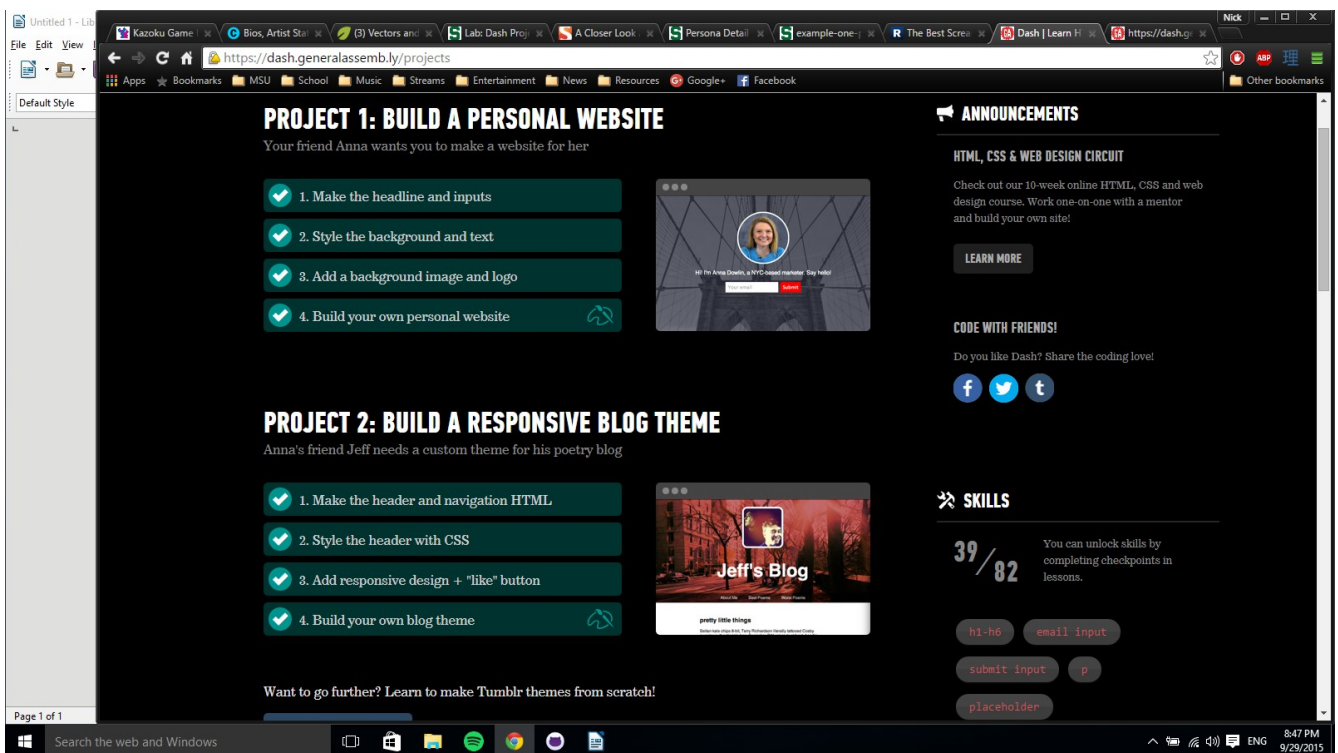 Untitled 1 - Lib
File Edit View
Default Style
Page 1 of 1
Nick
Kazoku Game
Bios, Artist Sta
(3) Vectors and
Lab: Dash Proj
A Closer Look
Persona Detail
example-one-p
The Best Screa
Dash | Learn H
https://dash.ge
https://dash.generalassemb.ly/projects
ABP
理
Apps Bookmarks MSU School Music Streams Entertainment News Resources Google+ Facebook Other bookmarks
PROJECT 1: BUILD A PERSONAL WEBSITE
Your friend Anna wants you to make a website for her
1. Make the headline and inputs
2. Style the background and text
3. Add a background image and logo
4. Build your own personal website
Hi! I'm Anna Dowlin, a NYC-based marketer. Say hello!
Your email
Submit
PROJECT 2: BUILD A RESPONSIVE BLOG THEME
Anna's friend Jeff needs a custom theme for his poetry blog
1. Make the header and navigation HTML
2. Style the header with CSS
3. Add responsive design + "like" button
4. Build your own blog theme
Jeff's Blog
About Me
pretty little things
Want to go further? Learn to make Tumblr themes from scratch!
ANNOUNCEMENTS
HTML, CSS & WEB DESIGN CIRCUIT
Check out our 10-week online HTML, CSS and web
design course. Work one-on-one with a mentor
and build your own site!
LEARN MORE
CODE WITH FRIENDS!
Do you like Dash? Share the coding love!
SKILLS
39/82
You can unlock skills by
completing checkpoints in
lessons.
h1-h6
email input
submit input
p
placeholder
Search the web and Windows
ENG
8:47 PM
9/29/2015